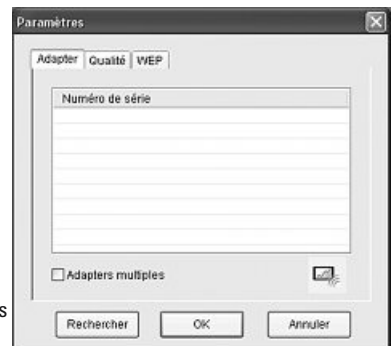 Paramètres
Adapter Qualité WEP
Numéro de série
Adapters multiples
s
Rechercher OK Annuler